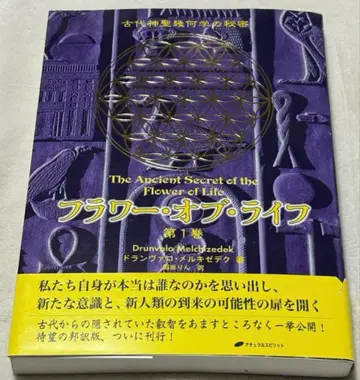 古代神聖幾何学の秘密
The Ancient Secret of the
Flower of Life
フラワー・オブ・ライフ
第1巻
Drunvalo Melchizedek
ドランヴァロ・メルキゼデク 著
脇坂りん 訳
私たち自身が本当は誰なのかを思い出し、
新たな意識と、新人類の到来の可能性の扉を開く
古代からの隠されていた叡智をあますところなく一挙公開!
待望の邦訳版、ついに刊行!
ナチュラルスピリット